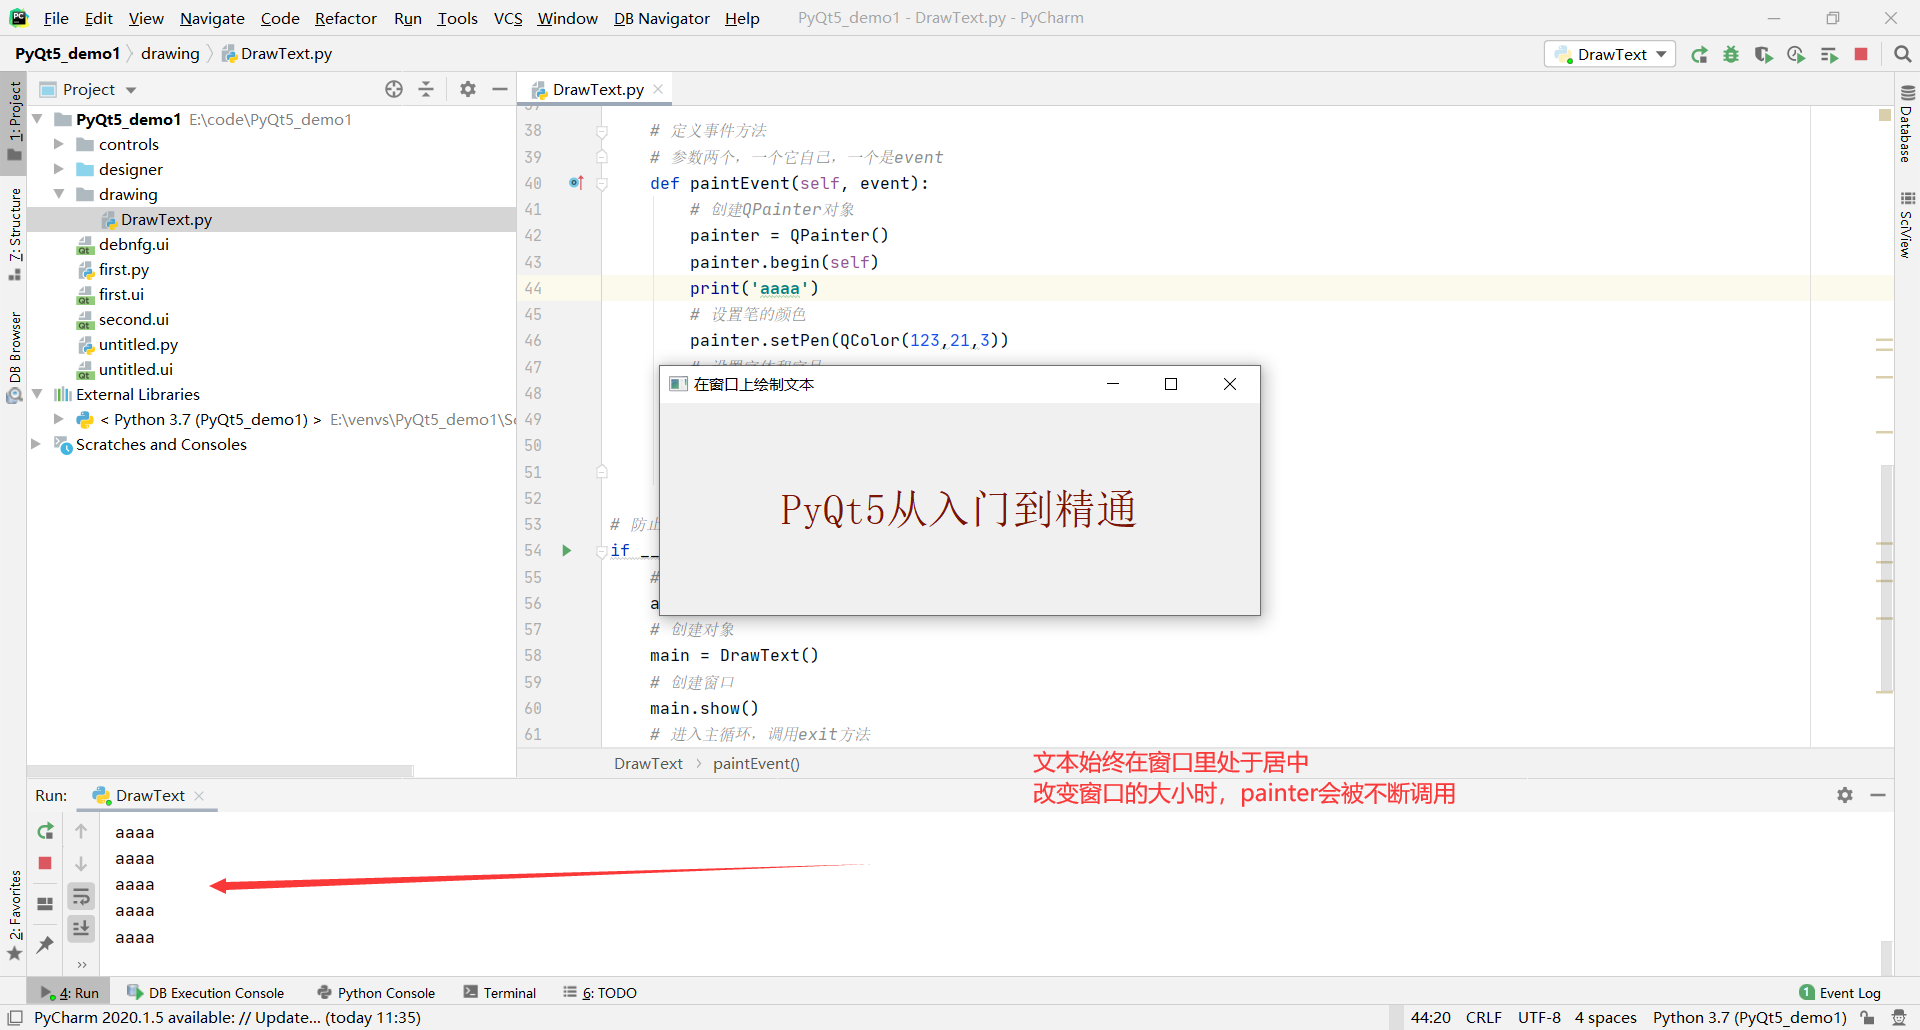 File Edit View Navigate Code Refactor Run Tools VCS Window DB Navigator Help PyQt5_demo1 - DrawText.py - PyCharm
PyQt5_demo1 drawing DrawText.py DrawText
1: Project
7: Structure
DB Browser
2: Favorites
Project
PyQt5_demo1 E:\code\PyQt5_demo1
controls
designer
drawing
DrawText.py
debnfg.ui
first.py
first.ui
second.ui
untitled.py
untitled.ui
External Libraries
< Python 3.7 (PyQt5_demo1) > E:\venvs\PyQt5_demo1\Sc
Scratches and Consoles
DrawText.py
37
38 # 定义事件方法
39 # 参数两个，一个它自己，一个是event
40 def paintEvent(self, event):
41 # 创建QPainter对象
42 painter = QPainter()
43 painter.begin(self)
44 print('aaaa')
45 # 设置笔的颜色
46 painter.setPen(QColor(123,21,3))
47 # 设置字体和字号
48
49
50
51
52
53 # 防止
54 if __
55 #
56 a
57 # 创建对象
58 main = DrawText()
59 # 创建窗口
60 main.show()
61 # 进入主循环，调用exit方法
在窗口上绘制文本
PyQt5从入门到精通
DrawText paintEvent()
文本始终在窗口里处于居中
改变窗口的大小时，painter会被不断调用
Database
SciView
Run: DrawText
aaaa
aaaa
aaaa
aaaa
aaaa
4: Run DB Execution Console Python Console Terminal 6: TODO 1 Event Log
PyCharm 2020.1.5 available: // Update... (today 11:35) 44:20 CRLF UTF-8 4 spaces Python 3.7 (PyQt5_demo1)